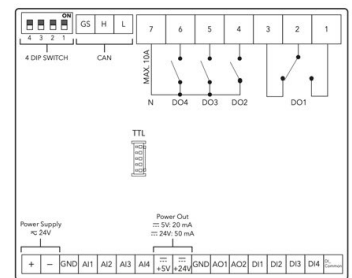 ON
4 3 2 1
4 DIP SWITCH
GS H L
CAN
7 6 5 4 3 2 1
MAX. 10A
N DO4 DO3 DO2 DO1
TTL
Power Supply
24V
Power Out
5V: 20 mA
24V: 50 mA
+ − GND AI1 AI2 AI3 AI4 +5V +24V GND AO1 AO2 DI1 DI2 DI3 DI4